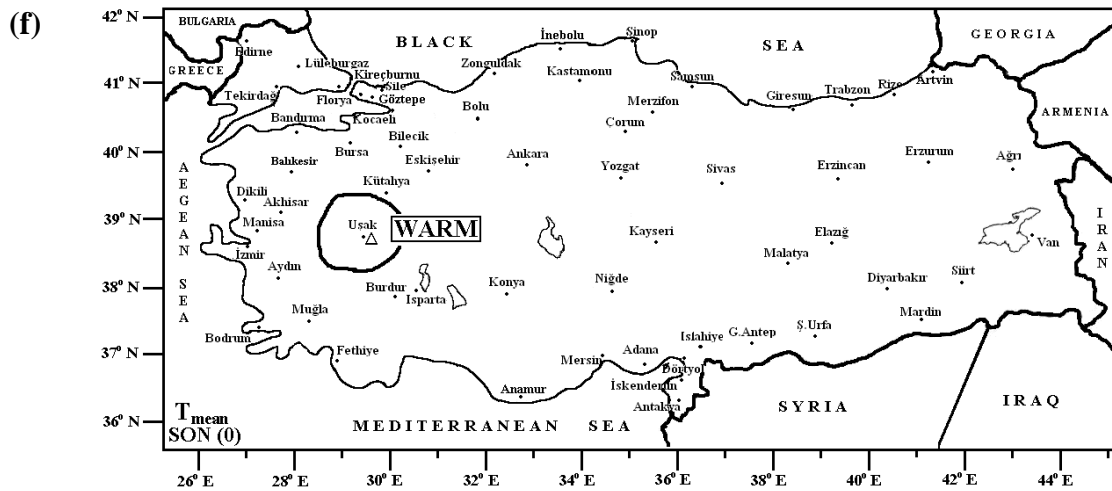 (f)
42° N
41° N
40° N
39° N
38° N
37° N
36° N
BULGARIA
GREECE
BLACK SEA
GEORGIA
ARMENIA
IRAN
IRAQ
SYRIA
MEDITERRANEAN SEA
AEGEAN SEA
Edirne
Lüleburgaz
Kireçburnu
Şile
Tekirdağ
Florya
Göztepe
Kocaeli
Bandırma
Bilecik
Bursa
Zonguldak
Bolu
İnebolu
Kastamonu
Sinop
Samsun
Merzifon
Çorum
Giresun
Trabzon
Rize
Artvin
Balıkesir
Eskişehir
Kütahya
Ankara
Yozgat
Sivas
Erzincan
Erzurum
Ağrı
Dikili
Akhisar
Manisa
İzmir
Uşak
WARM
Kayseri
Malatya
Elazığ
Van
Aydın
Burdur
Isparta
Konya
Niğde
Diyarbakır
Siirt
Mardin
Muğla
Bodrum
Fethiye
Anamur
Mersin
Adana
Islahiye
G.Antep
Ş.Urfa
Dörtyol
İskenderun
Antakya
Tmean
SON (0)
26° E 28° E 30° E 32° E 34° E 36° E 38° E 40° E 42° E 44° E